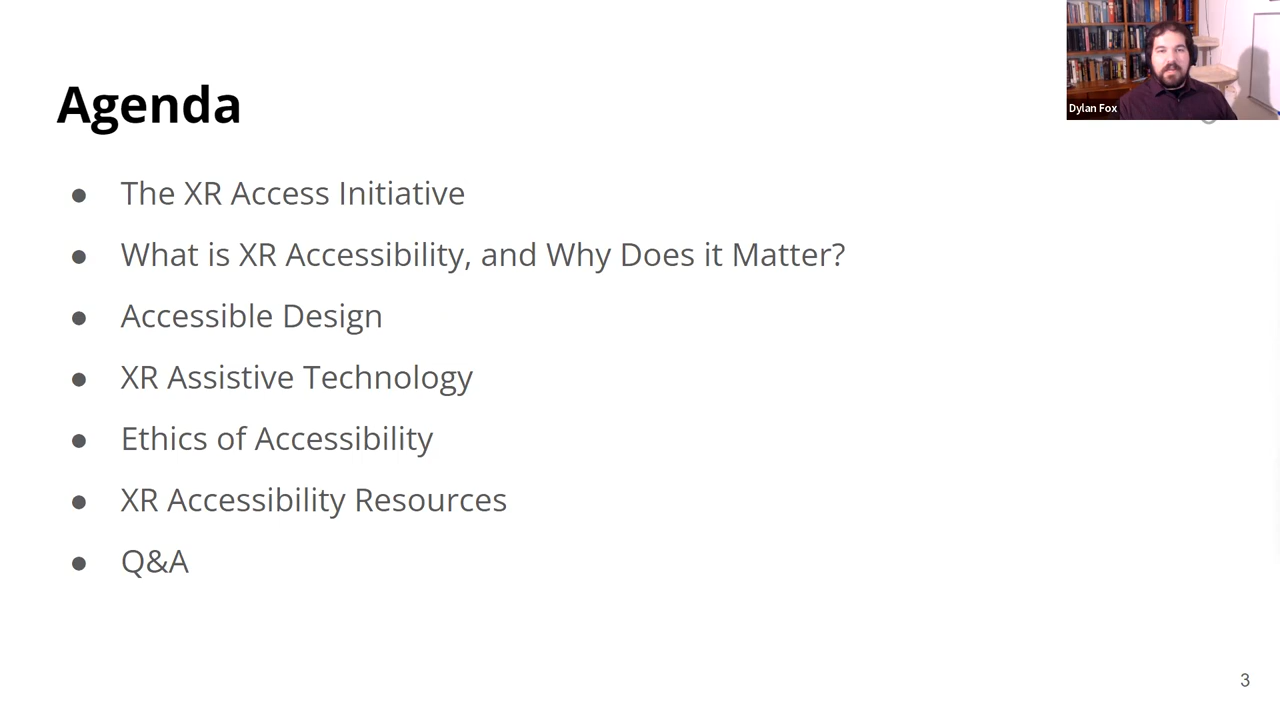 Dylan Fox
Agenda
● The XR Access Initiative
● What is XR Accessibility, and Why Does it Matter?
● Accessible Design
● XR Assistive Technology
● Ethics of Accessibility
● XR Accessibility Resources
● Q&A
3